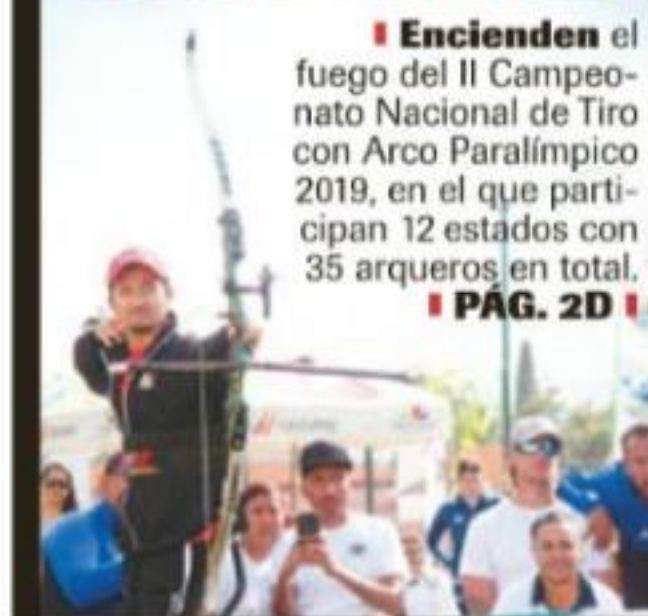 Encienden el
fuego del II Campeo-
nato Nacional de Tiro
con Arco Paralímpico
2019, en el que parti-
cipan 12 estados con
35 arqueros en total.
PÁG. 2D